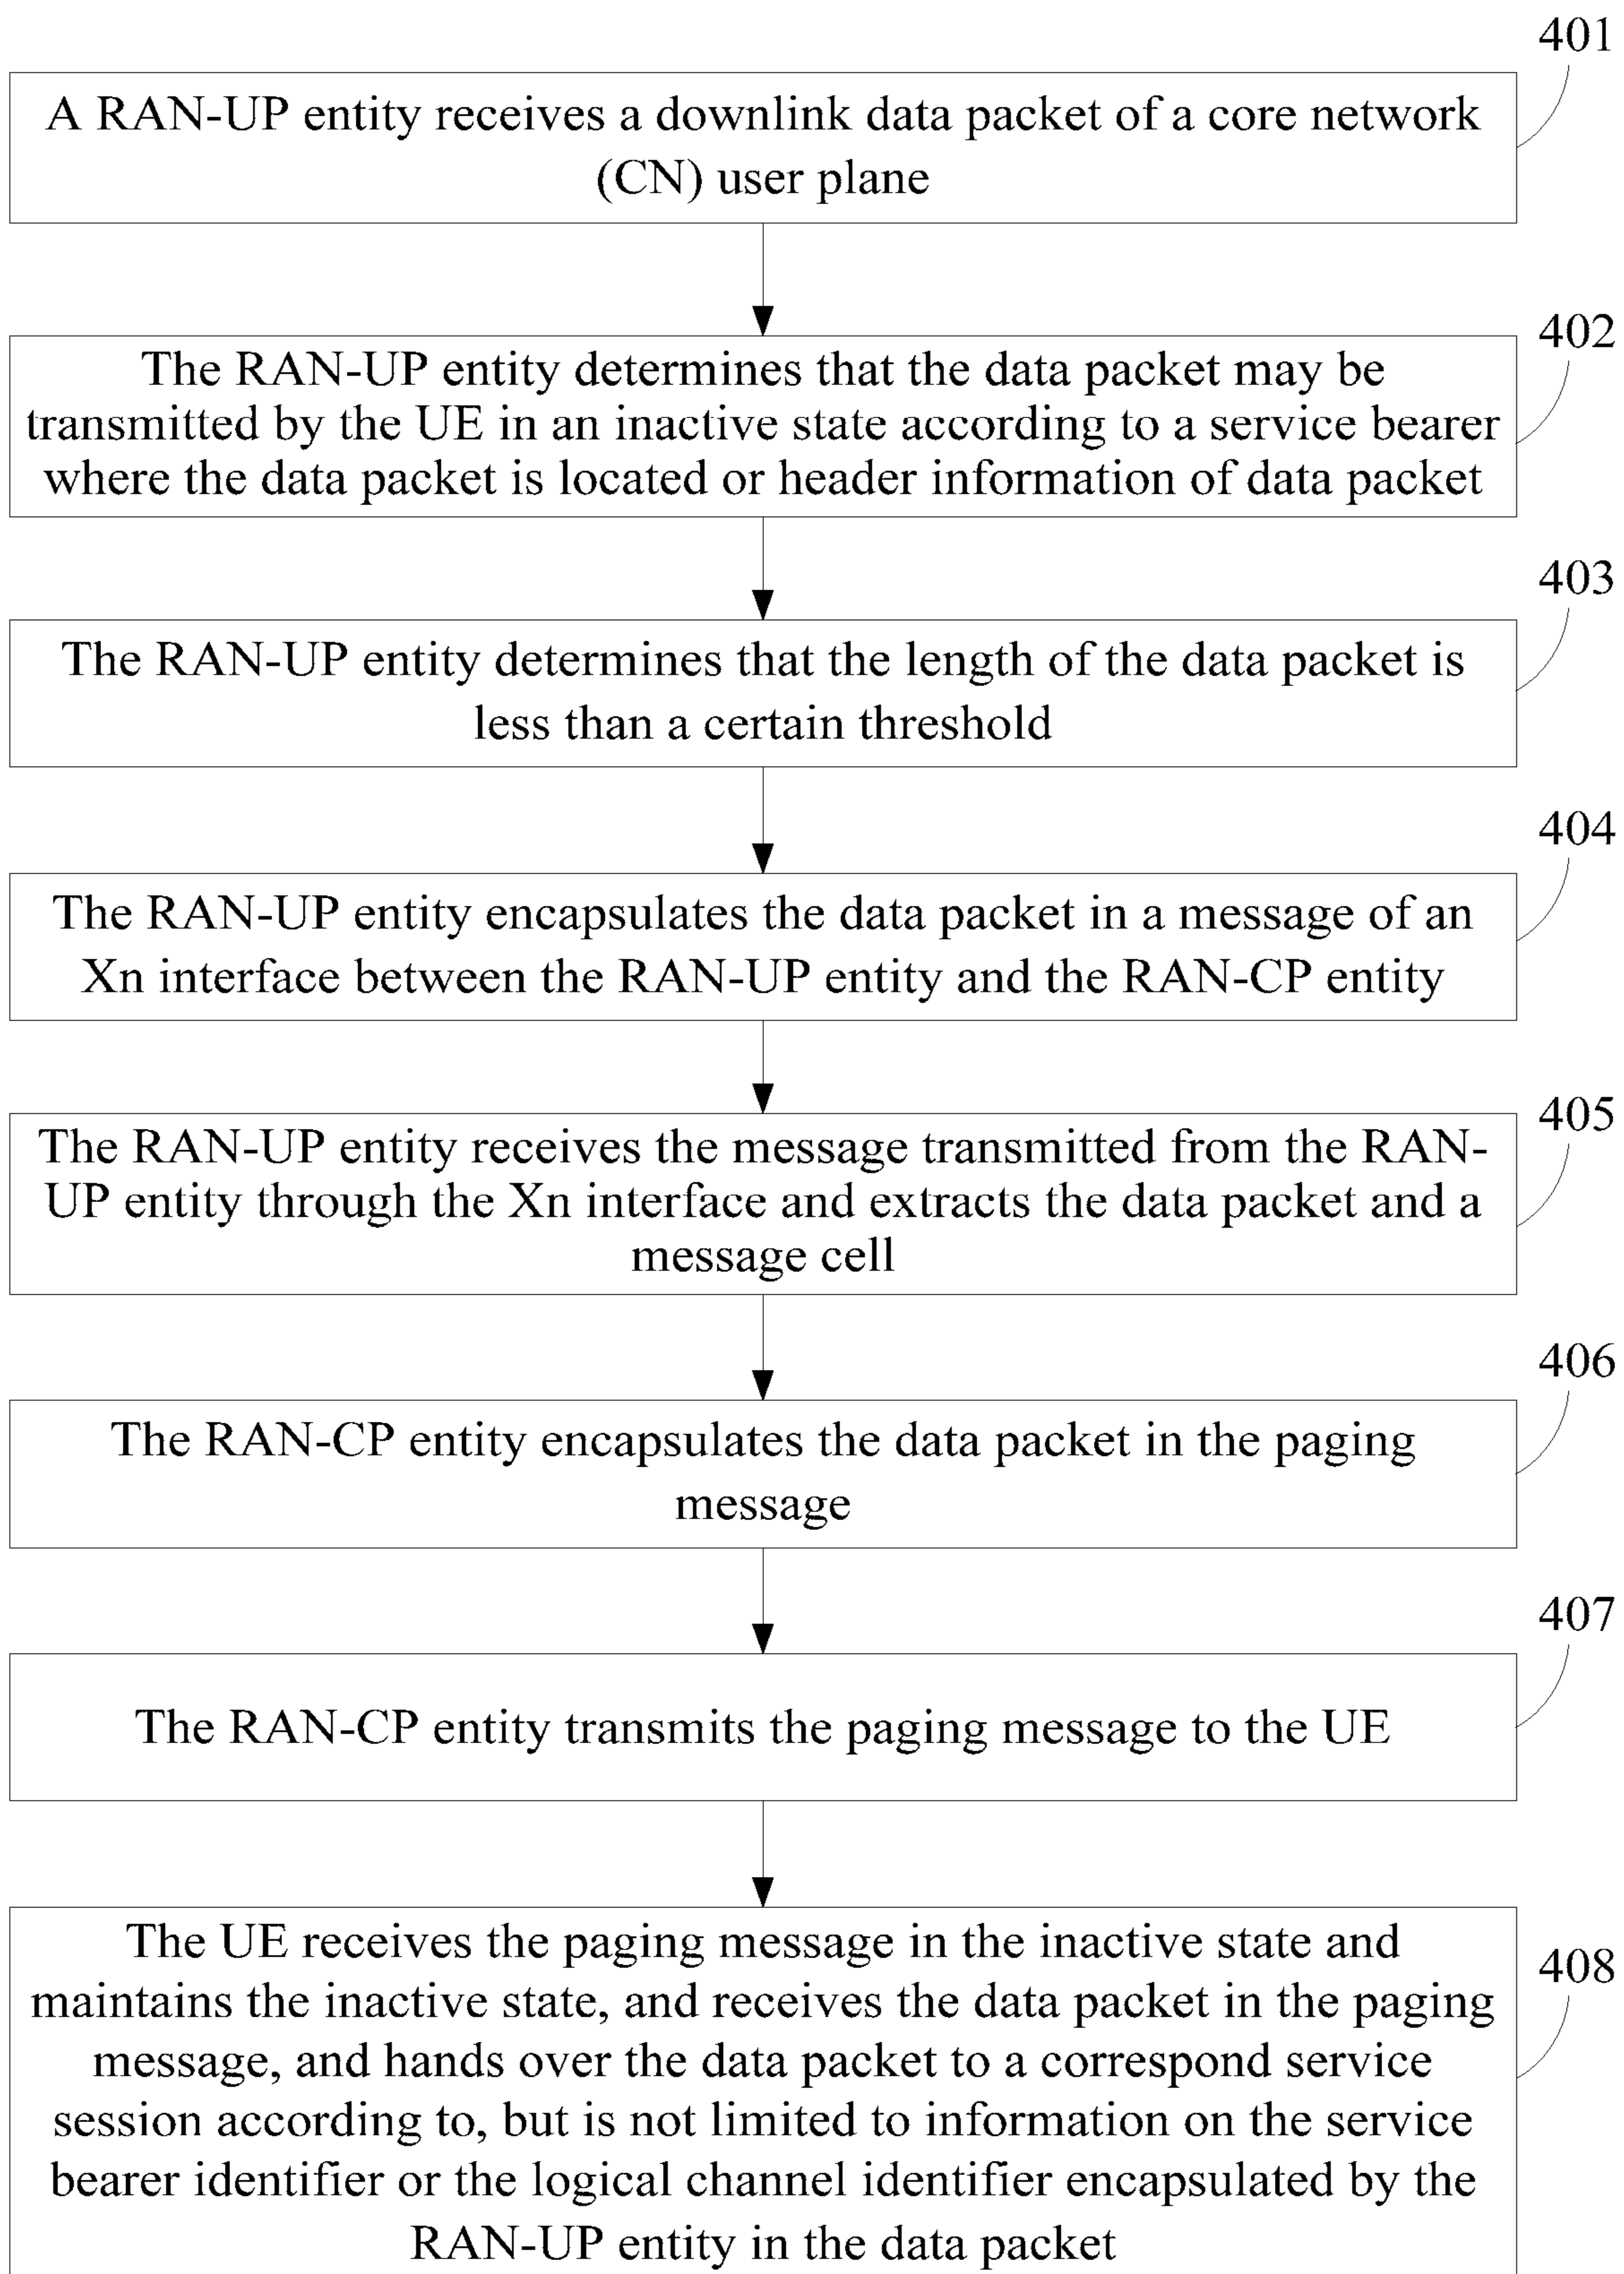 401
A RAN-UP entity receives a downlink data packet of a core network
(CN) user plane
402
The RAN-UP entity determines that the data packet may be
transmitted by the UE in an inactive state according to a service bearer
where the data packet is located or header information of data packet
403
The RAN-UP entity determines that the length of the data packet is
less than a certain threshold
404
The RAN-UP entity encapsulates the data packet in a message of an
Xn interface between the RAN-UP entity and the RAN-CP entity
405
The RAN-UP entity receives the message transmitted from the RAN-
UP entity through the Xn interface and extracts the data packet and a
message cell
406
The RAN-CP entity encapsulates the data packet in the paging
message
407
The RAN-CP entity transmits the paging message to the UE
408
The UE receives the paging message in the inactive state and
maintains the inactive state, and receives the data packet in the paging
message, and hands over the data packet to a correspond service
session according to, but is not limited to information on the service
bearer identifier or the logical channel identifier encapsulated by the
RAN-UP entity in the data packet